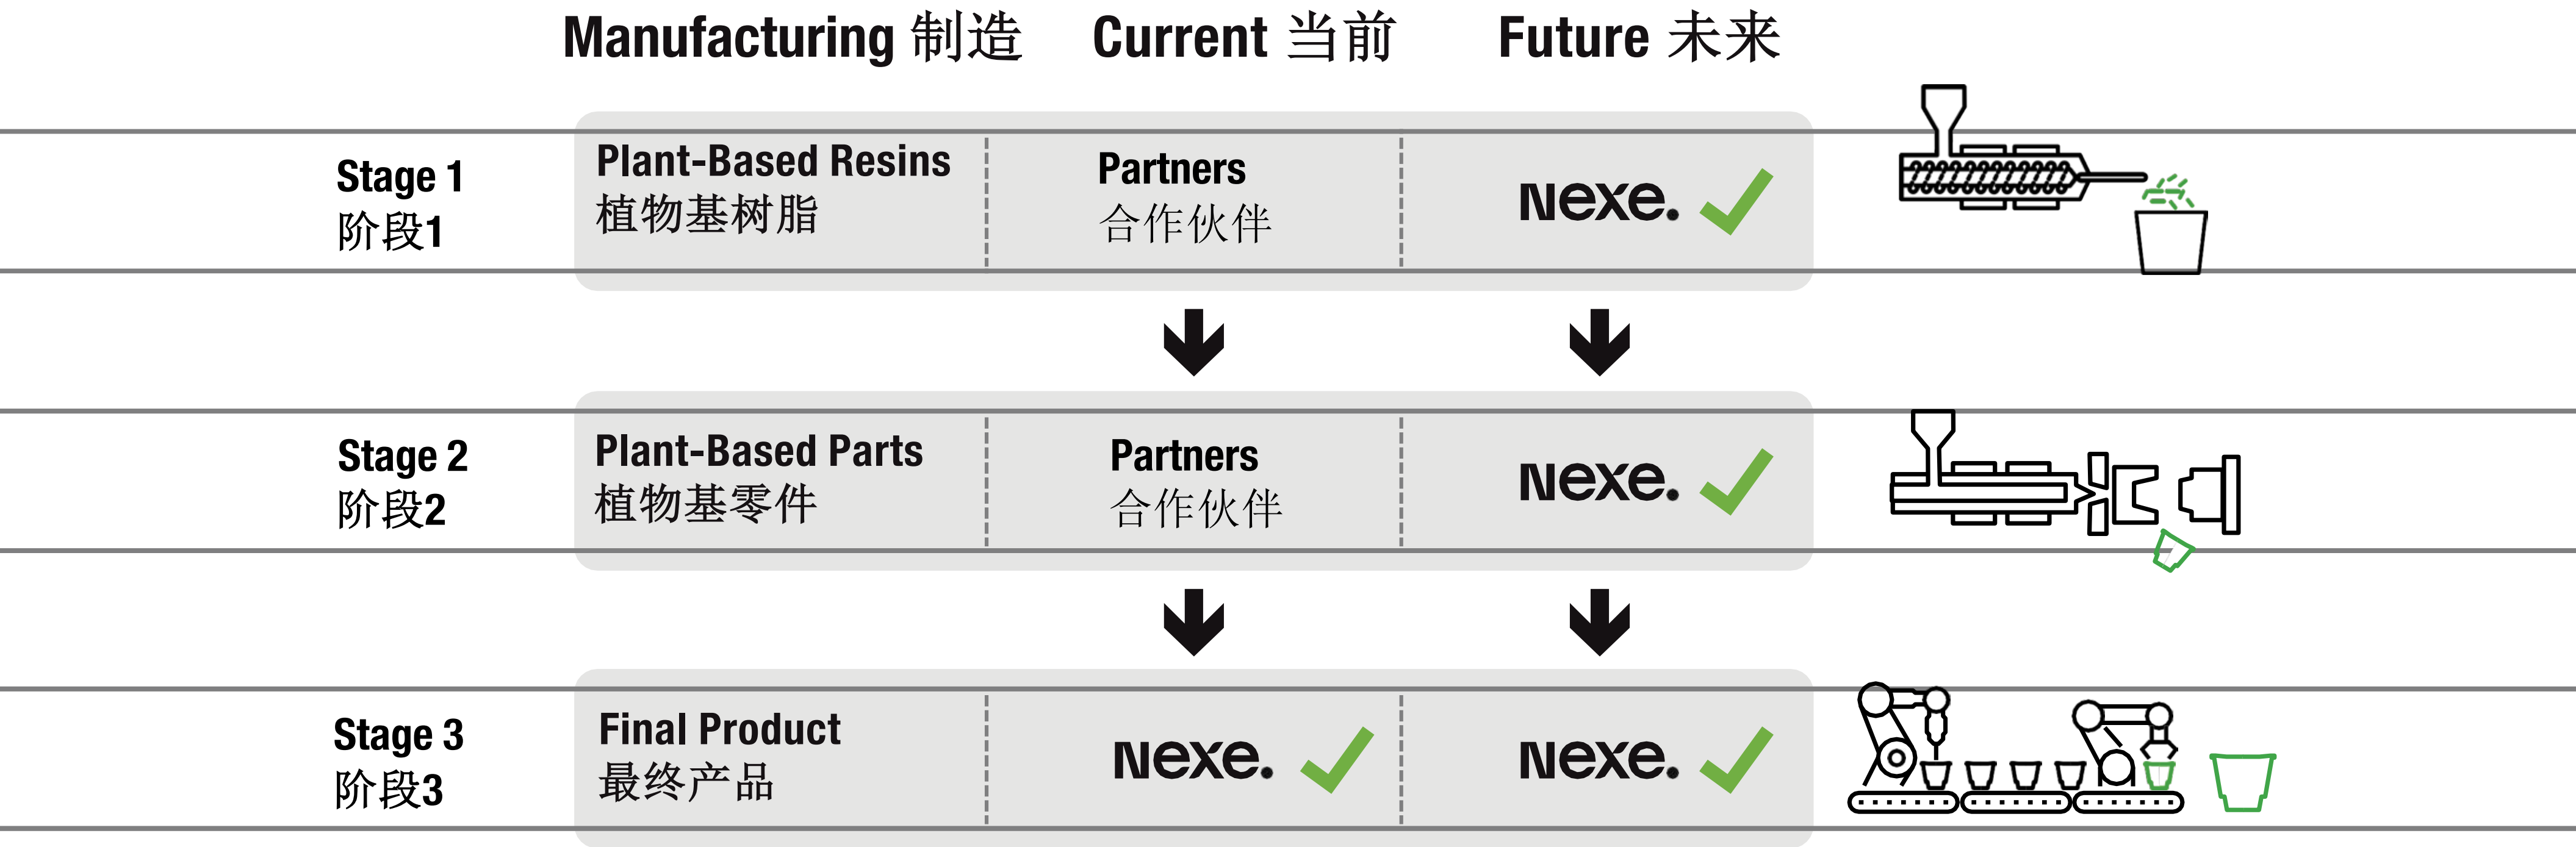 Manufacturing 制造 Current 当前 Future 未来
Stage 1
阶段1
Plant-Based Resins
植物基树脂
Partners
合作伙伴
Nexe.
Stage 2
阶段2
Plant-Based Parts
植物基零件
Partners
合作伙伴
Nexe.
Stage 3
阶段3
Final Product
最终产品
Nexe.
Nexe.